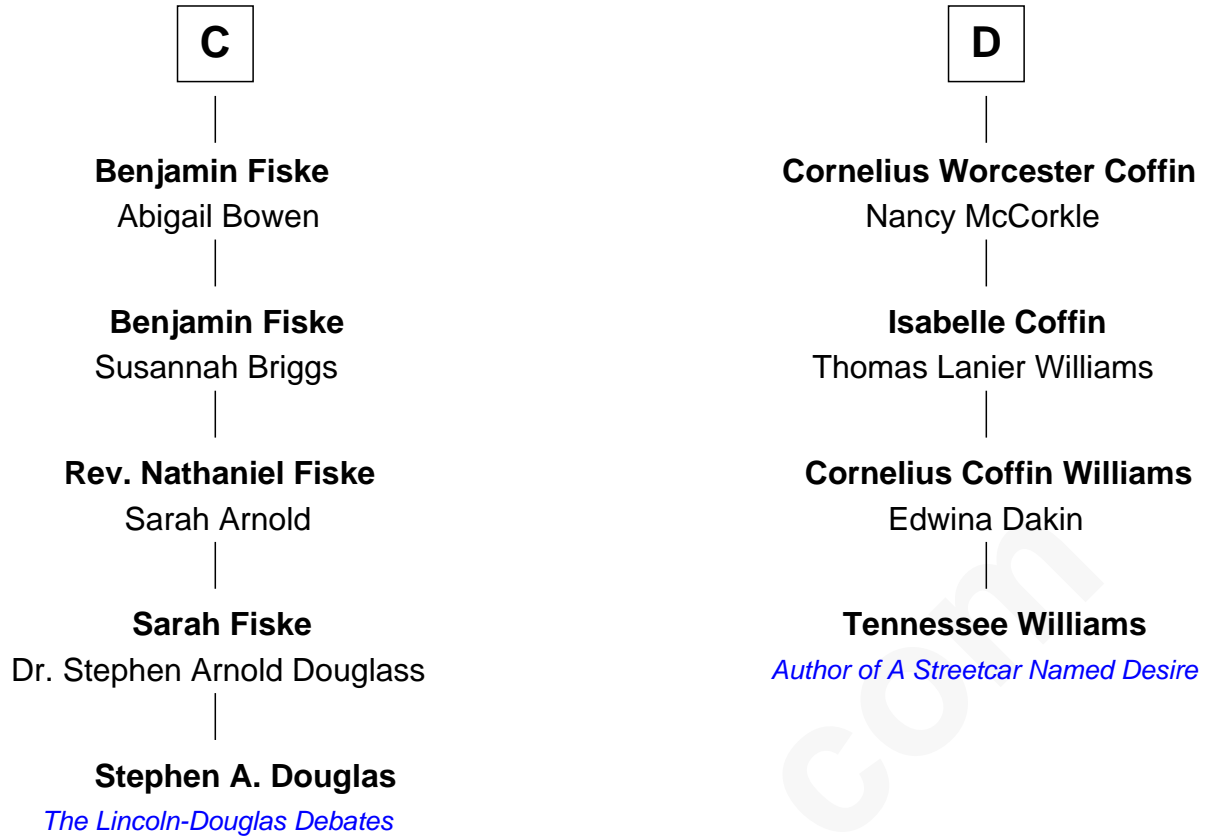 C
Benjamin Fiske
Abigail Bowen
Benjamin Fiske
Susannah Briggs
Rev. Nathaniel Fiske
Sarah Arnold
Sarah Fiske
Dr. Stephen Arnold Douglass
Stephen A. Douglas
The Lincoln-Douglas Debates
D
Cornelius Worcester Coffin
Nancy McCorkle
Isabelle Coffin
Thomas Lanier Williams
Cornelius Coffin Williams
Edwina Dakin
Tennessee Williams
Author of A Streetcar Named Desire
com